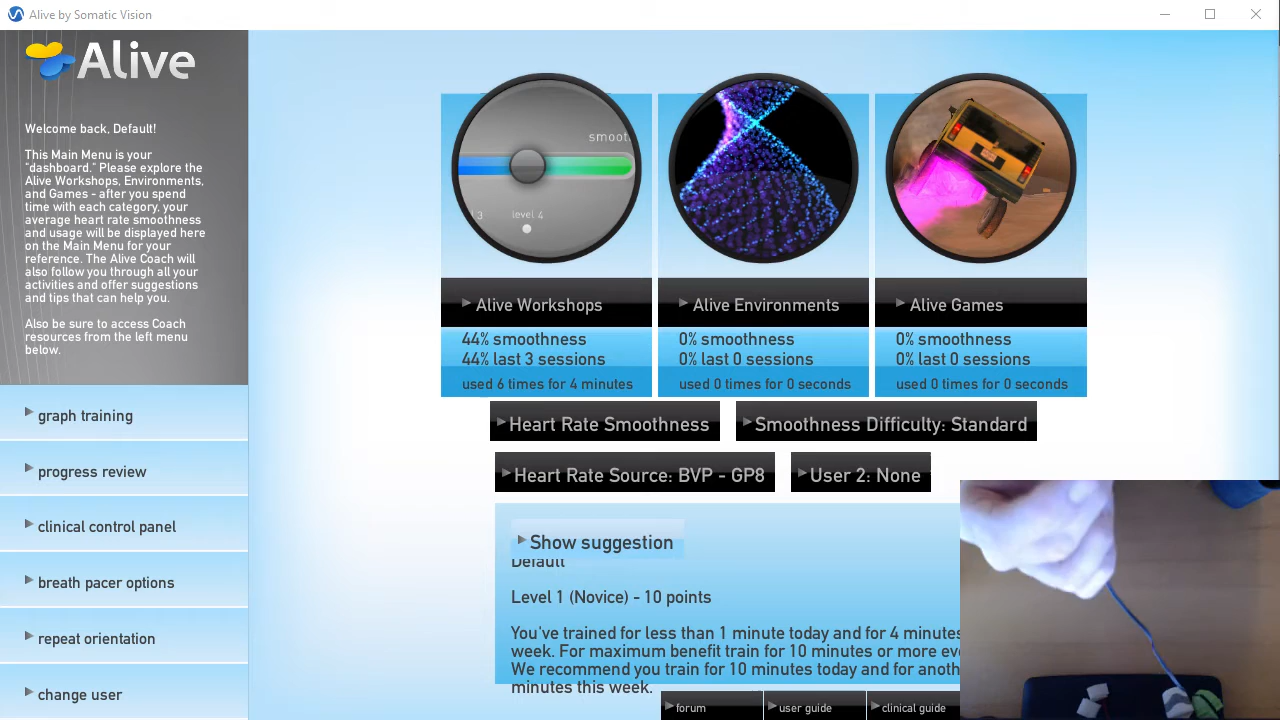 Alive by Somatic Vision
Alive
Welcome back, Default!
This Main Menu is your
"dashboard." Please explore the
Alive Workshops, Environments,
and Games - after you spend
time with each category, your
average heart rate smoothness
and usage will be displayed here
on the Main Menu for your
reference. The Alive Coach will
also follow you through all your
activities and offer suggestions
and tips that can help you.
Also be sure to access Coach
resources from the left menu
below.
graph training
progress review
clinical control panel
breath pacer options
repeat orientation
change user
smoot
3
level 4
Alive Workshops
44% smoothness
44% last 3 sessions
used 6 times for 4 minutes
Alive Environments
0% smoothness
0% last 0 sessions
used 0 times for 0 seconds
Alive Games
0% smoothness
0% last 0 sessions
used 0 times for 0 seconds
Heart Rate Smoothness
Smoothness Difficulty: Standard
Heart Rate Source: BVP - GP8
User 2: None
Show suggestion
Default
Level 1 (Novice) - 10 points
You've trained for less than 1 minute today and for 4 minutes
week. For maximum benefit train for 10 minutes or more
We recommend you train for 10 minutes today and for
minutes this week.
forum
user guide
clinical guide